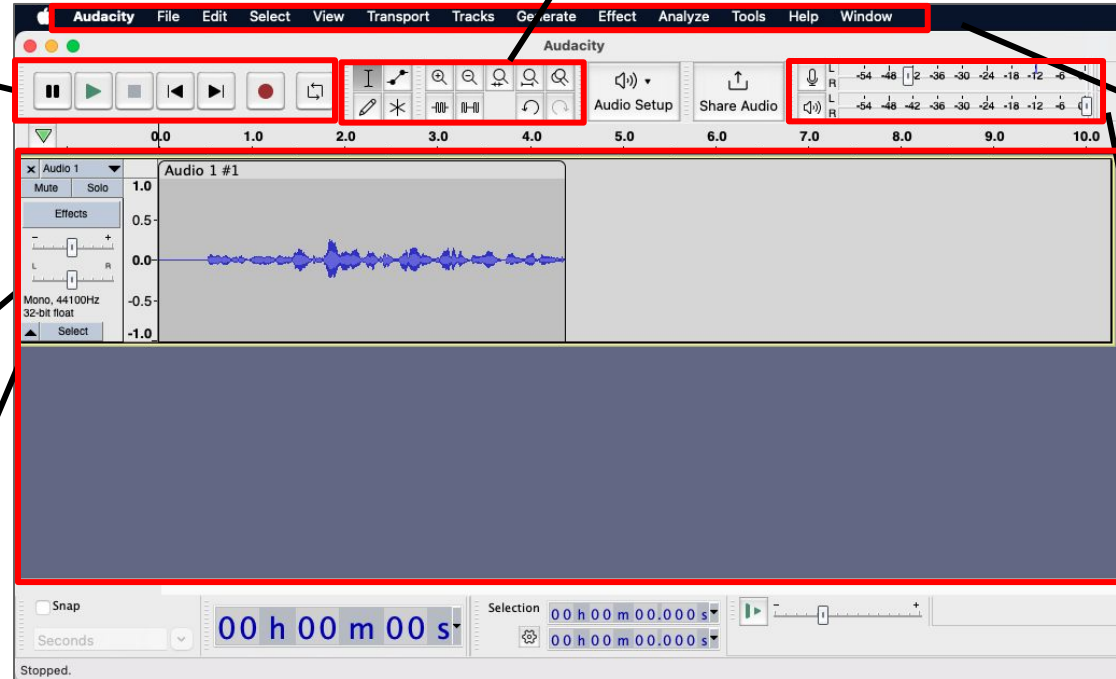 Audacity File Edit Select View Transport Tracks Generate Effect Analyze Tools Help Window
Audacity
Audio Setup
Share Audio
L
R
-54 -48 2 -36 -30 -24 -18 -12 -6
L
R
-54 -48 -42 -36 -30 -24 -18 -12 -6
0.0 1.0 2.0 3.0 4.0 5.0 6.0 7.0 8.0 9.0 10.0
Audio 1
Audio 1 #1
Mute Solo
1.0
Effects
0.5
- +
0.0
L R
Mono, 44100Hz
-0.5
32-bit float
Select
-1.0
Snap
Seconds
00 h 00 m 00 s
Selection
00 h 00 m 00.000 s
00 h 00 m 00.000 s
- +
Stopped.